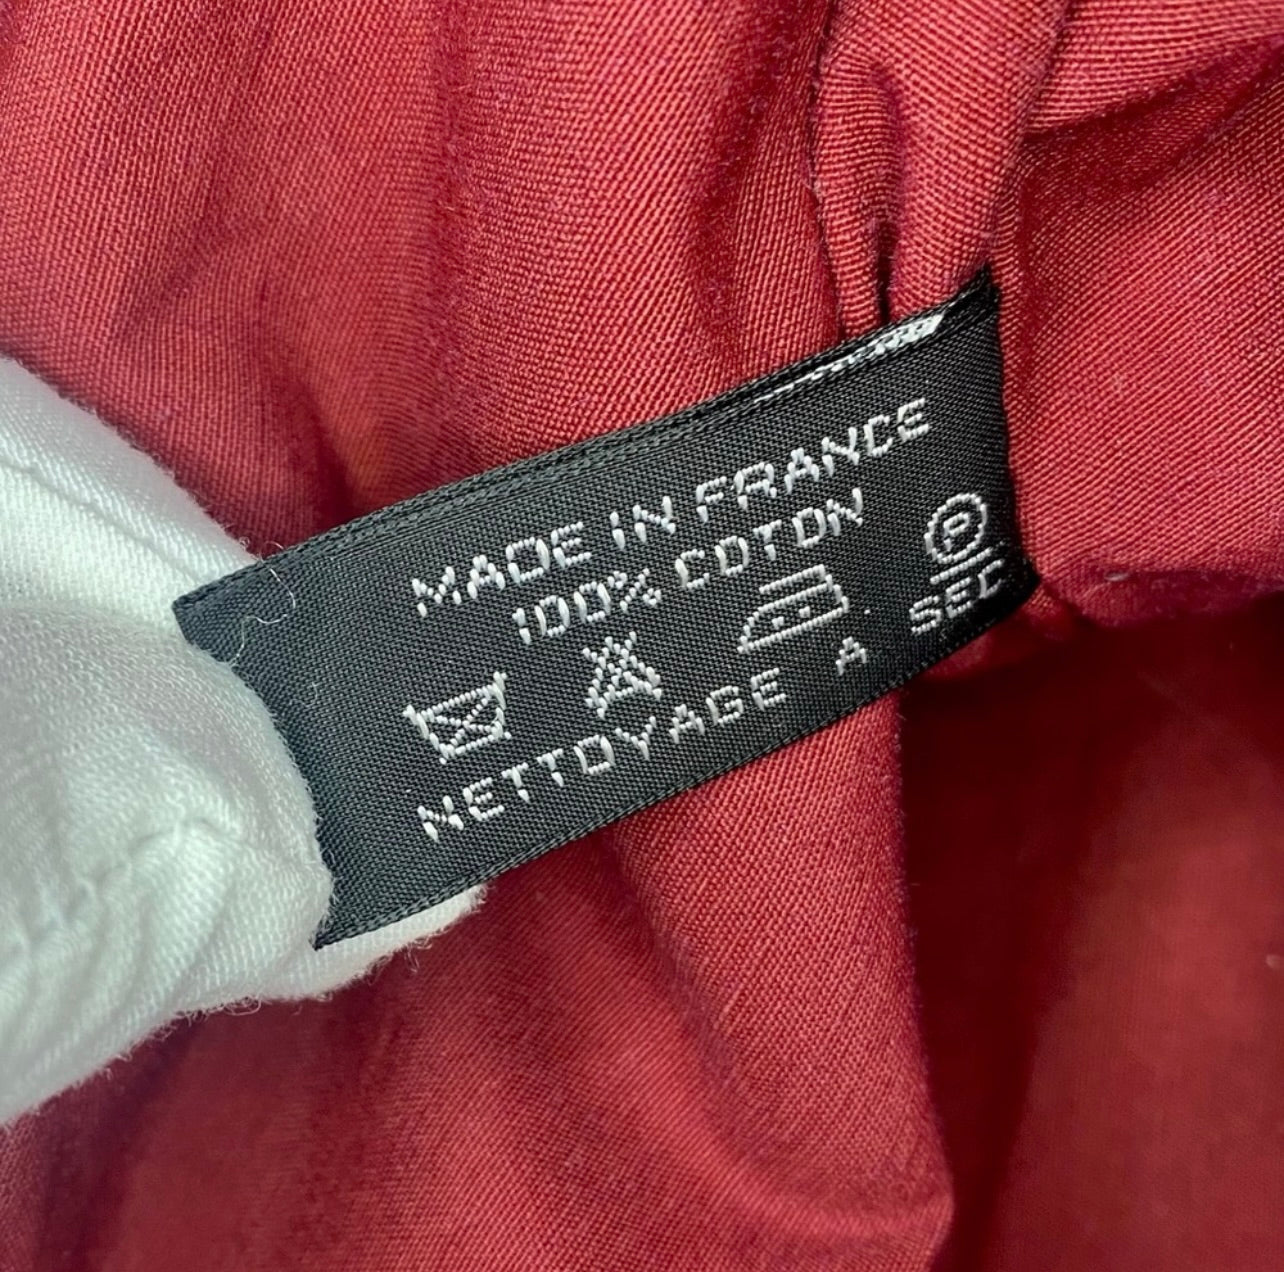 MADE IN FRANCE
100% COTON
P
NETTOYAGE A SEC